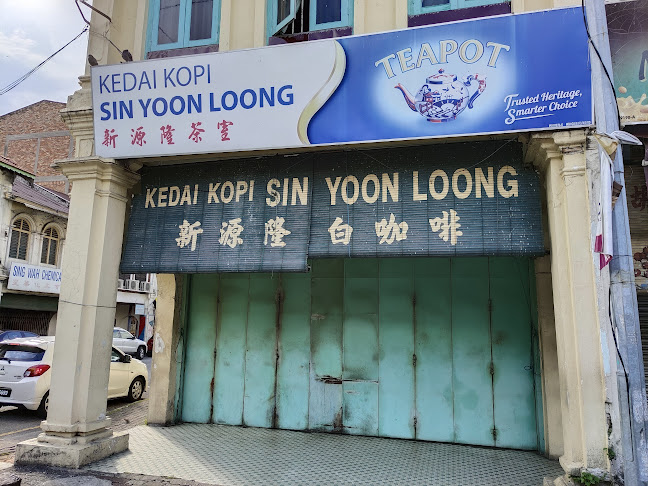 KEDAI KOPI
SIN YOON LOONG
新源隆茶室
TEAPOT
Trusted Heritage,
Smarter Choice
KEDAI KOPI SIN YOON LOONG
新源隆白咖啡
SING WAH CHEMICA